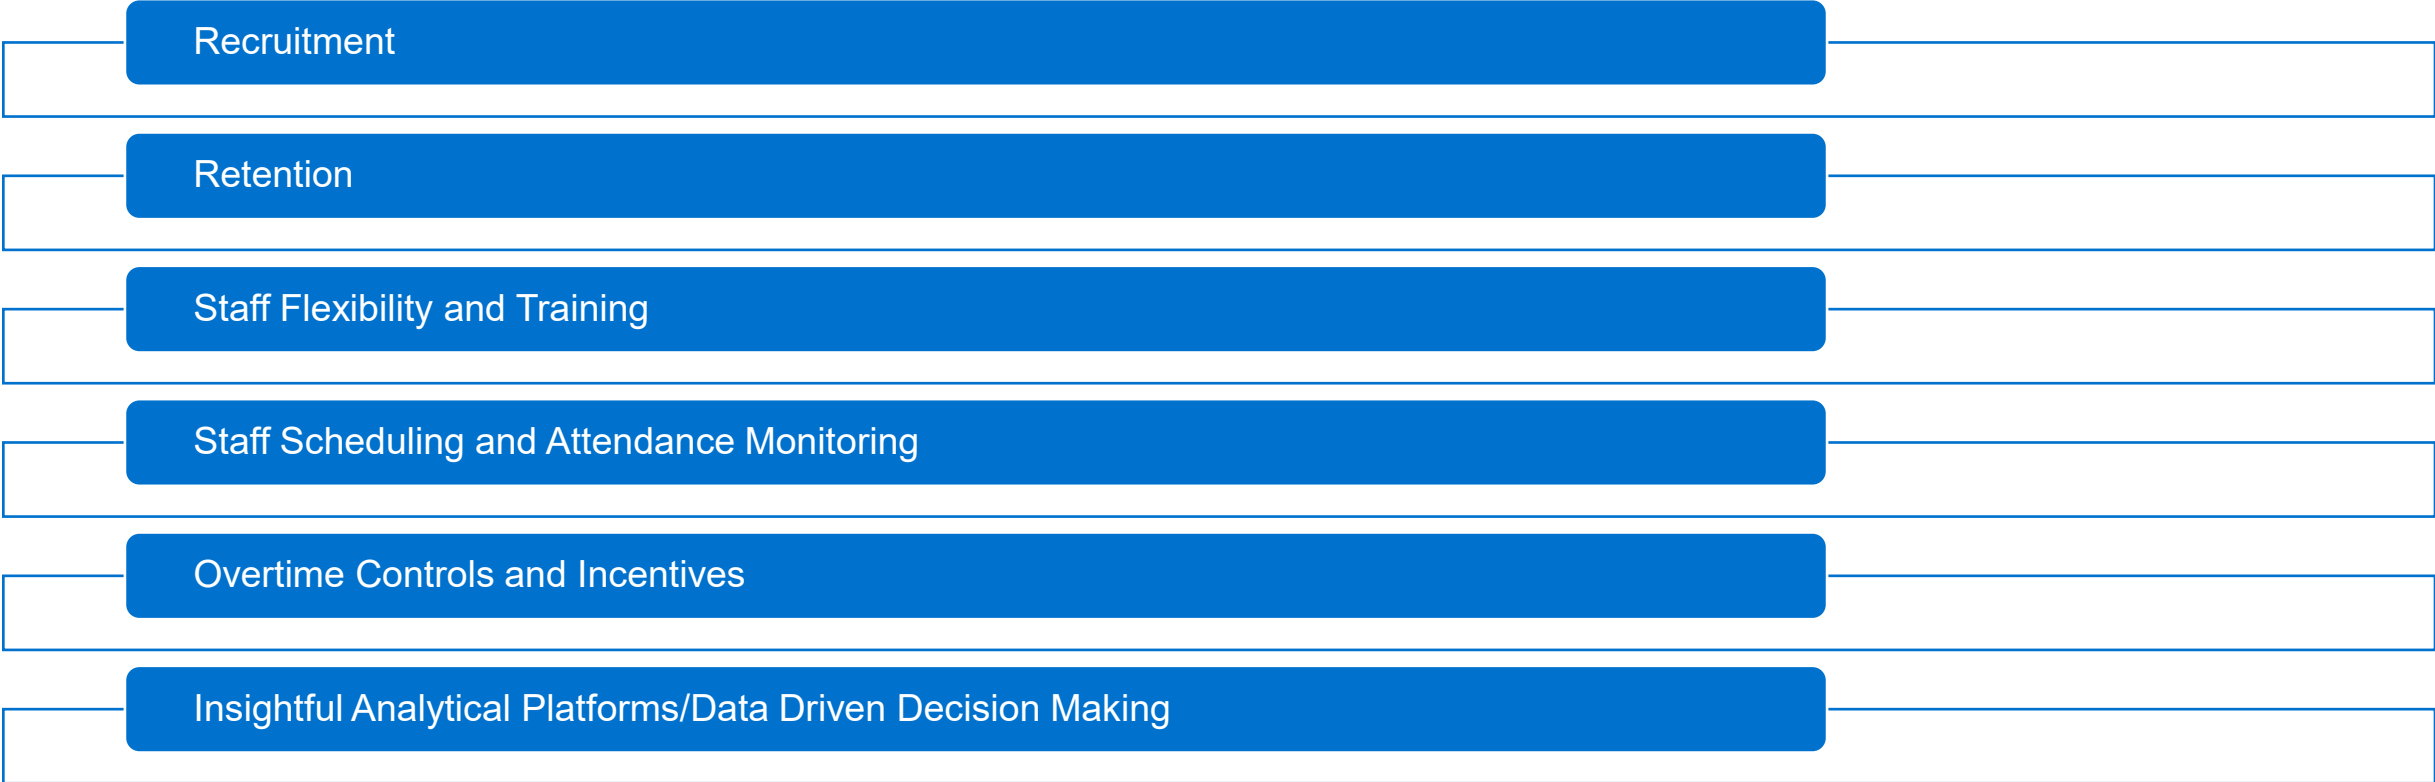 Recruitment
Retention
Staff Flexibility and Training
Staff Scheduling and Attendance Monitoring
Overtime Controls and Incentives
Insightful Analytical Platforms/Data Driven Decision Making